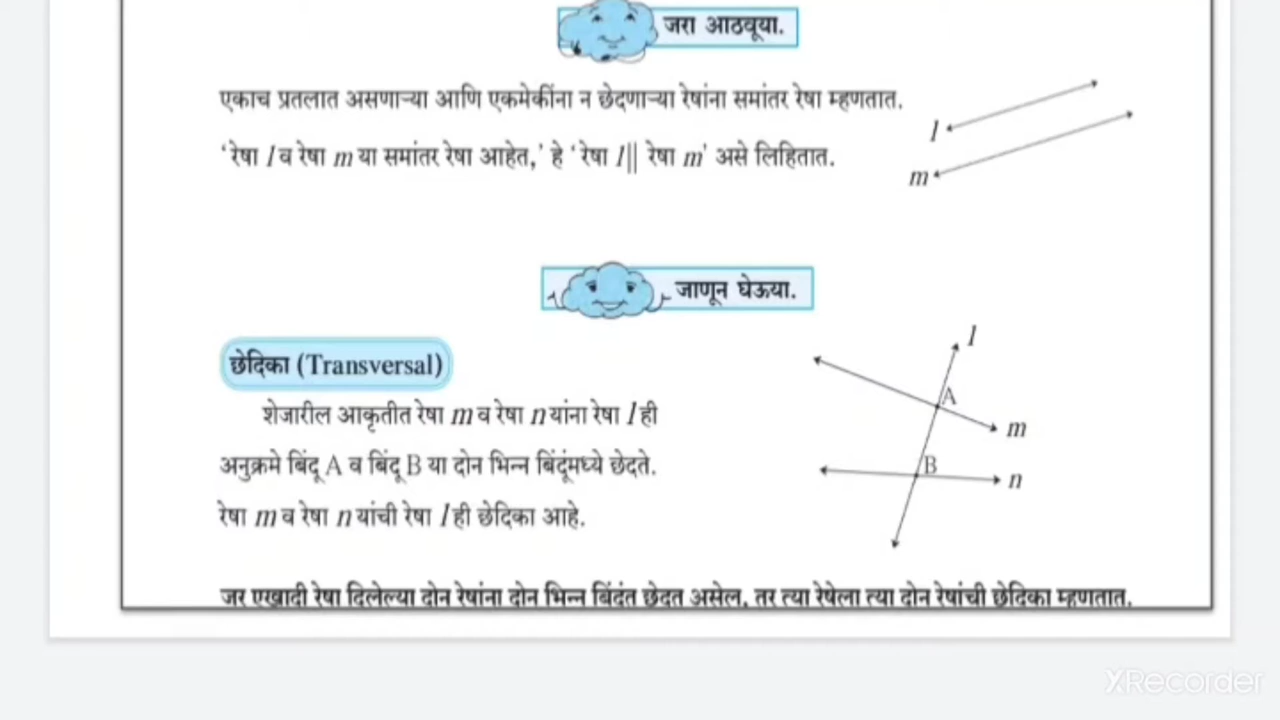 जरा आठवूया.
एकाच प्रतलात असणाऱ्या आणि एकमेकींना न छेदणाऱ्या रेषांना समांतर रेषा म्हणतात.
‘रेषा l व रेषा m या समांतर रेषा आहेत,’ हे ‘रेषा l || रेषा m’ असे लिहितात.
l
m
जाणून घेऊया.
छेदिका (Transversal)
शेजारील आकृतीत रेषा m व रेषा n यांना रेषा l ही
अनुक्रमे बिंदू A व बिंदू B या दोन भिन्न बिंदूंमध्ये छेदते.
रेषा m व रेषा n यांची रेषा l ही छेदिका आहे.
l
A
m
B
n
जर एखादी रेषा दिलेल्या दोन रेषांना दोन भिन्न बिंदूंत छेदत असेल, तर त्या रेषेला त्या दोन रेषांची छेदिका म्हणतात.
XRecorder